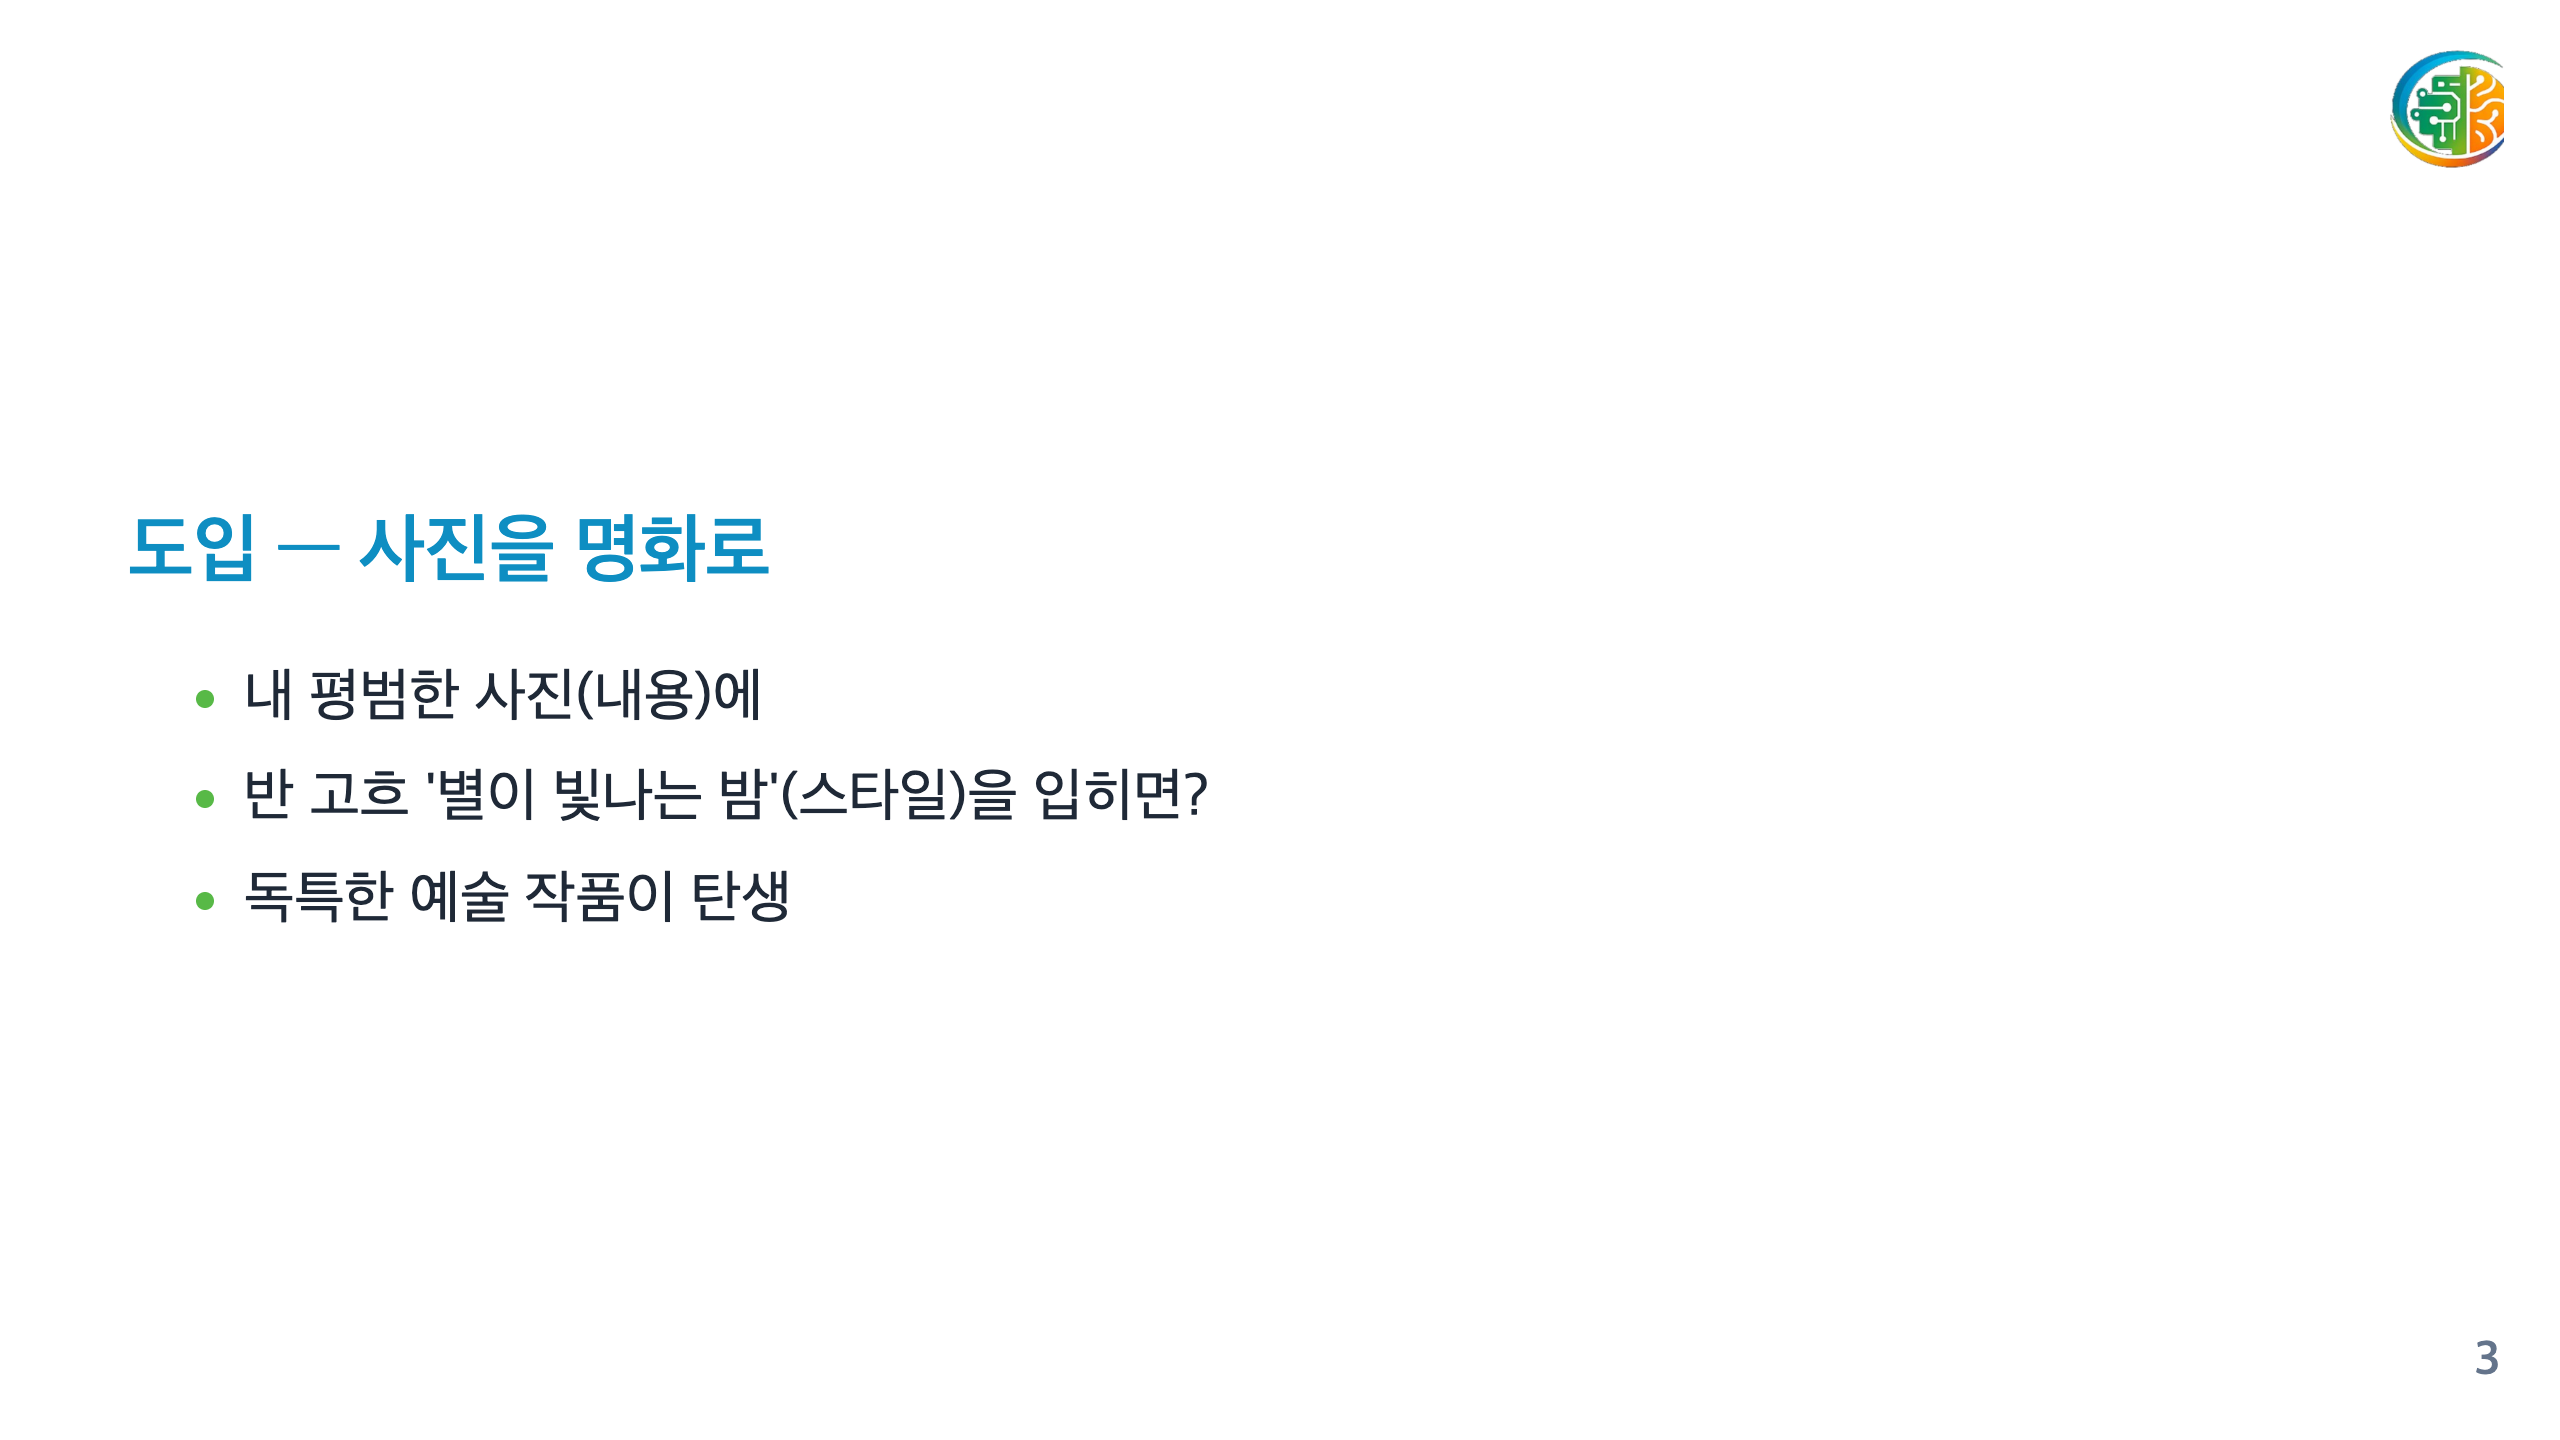 도입 — 사진을 명화로
내 평범한 사진(내용)에
반 고흐 '별이 빛나는 밤'(스타일)을 입히면?
독특한 예술 작품이 탄생
3